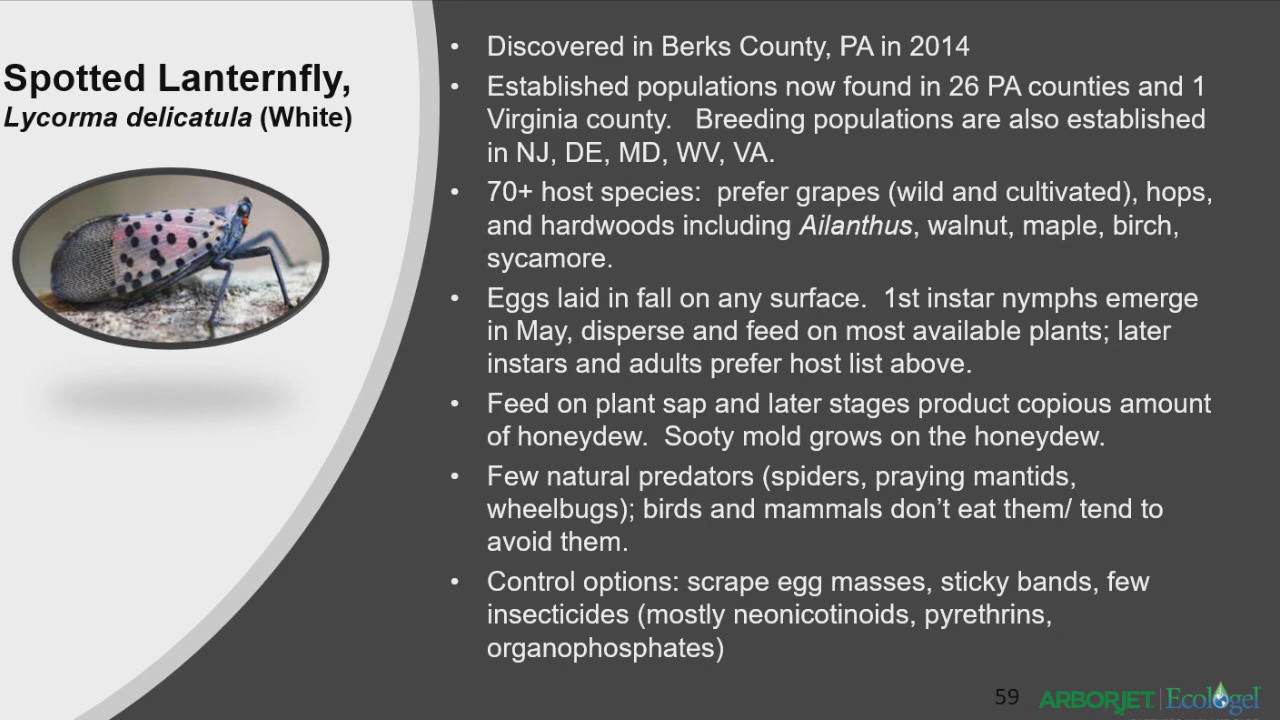 Spotted Lanternfly,
Lycorma delicatula (White)
• Discovered in Berks County, PA in 2014
• Established populations now found in 26 PA counties and 1
Virginia county.   Breeding populations are also established
in NJ, DE, MD, WV, VA.
• 70+ host species:  prefer grapes (wild and cultivated), hops,
and hardwoods including Ailanthus, walnut, maple, birch,
sycamore.
• Eggs laid in fall on any surface.  1st instar nymphs emerge
in May, disperse and feed on most available plants; later
instars and adults prefer host list above.
• Feed on plant sap and later stages product copious amount
of honeydew.  Sooty mold grows on the honeydew.
• Few natural predators (spiders, praying mantids,
wheelbugs); birds and mammals don’t eat them/ tend to
avoid them.
• Control options: scrape egg masses, sticky bands, few
insecticides (mostly neonicotinoids, pyrethrins,
organophosphates)
59 ARBORJET | Ecologel